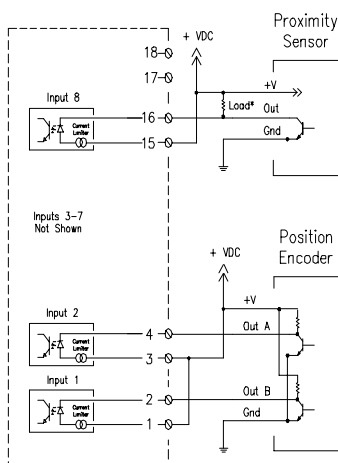 Proximity
Sensor
+ VDC
18
17
+V
Input 8
Load*
Out
16
Current
Limiter
Gnd
15
Inputs 3-7
Not Shown
Position
Encoder
+ VDC
+V
Input 2
4
Out A
Current
Limiter
3
Input 1
2
Out B
Current
Limiter
Gnd
1